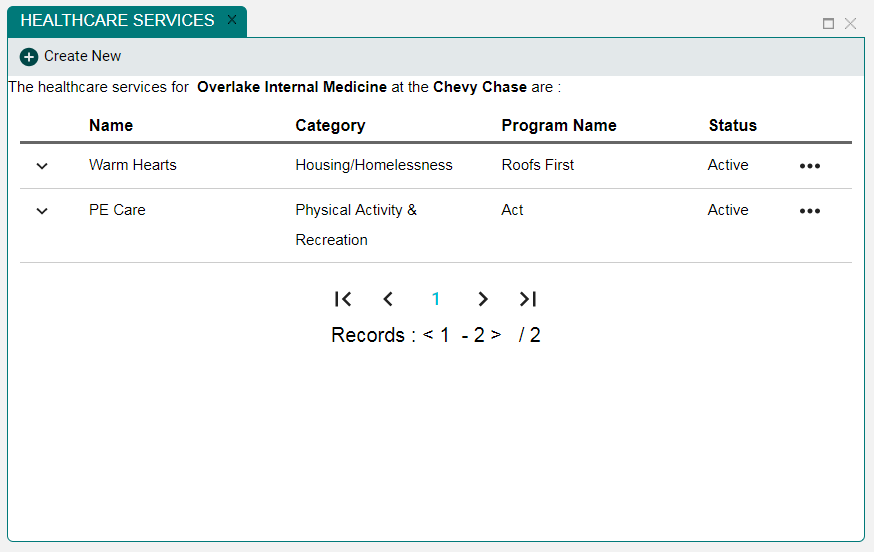 HEALTHCARE SERVICES
Create New
The healthcare services for Overlake Internal Medicine at the Chevy Chase are :
Name Category Program Name Status
Warm Hearts Housing/Homelessness Roofs First Active
PE Care Physical Activity & Act Active
Recreation
1
Records : < 1 - 2 > / 2